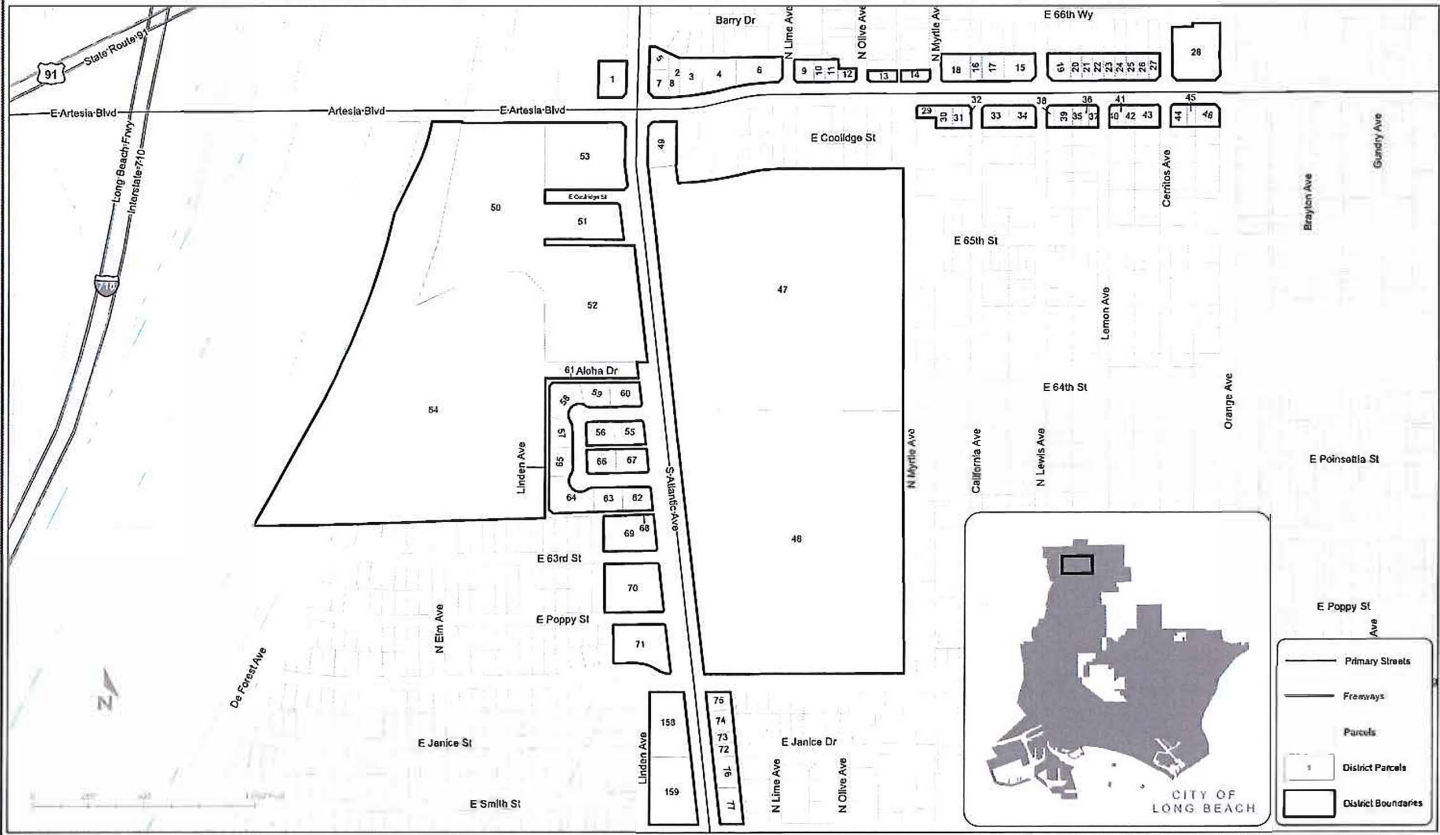 Barry Dr
N Lime Ave
N Olive Ave
N Myrtle Av
E 66th Wy
State Route 91
91
1
5
2
3
4
6
7
8
9
10
11
12
13
14
18
16
17
15
19
20
21
22
23
24
25
26
27
28
E Artesia Blvd
Artesia Blvd
E Artesia Blvd
29
30
31
32
33
34
38
39
35
36
37
40
41
42
43
44
45
46
Long Beach Frwy
Interstate 710
710
53
49
E Coolidge St
E Coolidge St
50
51
52
47
E 65th St
Cerritos Ave
Gundry Ave
Brayton Ave
Lemon Ave
61
Aloha Dr
58
59
60
57
56
55
59
66
67
64
63
62
54
E 64th St
Orange Ave
Linden Ave
S Atlantic Ave
N Myrtle Ave
California Ave
N Lewis Ave
E Poinsettia St
68
69
48
E 63rd St
70
E Poppy St
71
N Elm Ave
De Forest Ave
N
E Poppy St
Ave
158
75
74
73
72
76
77
159
E Janice St
Linden Ave
E Janice Dr
N Lime Ave
N Olive Ave
E Smith St
CITY OF
LONG BEACH
Primary Streets
Freeways
Parcels
1
District Parcels
District Boundaries